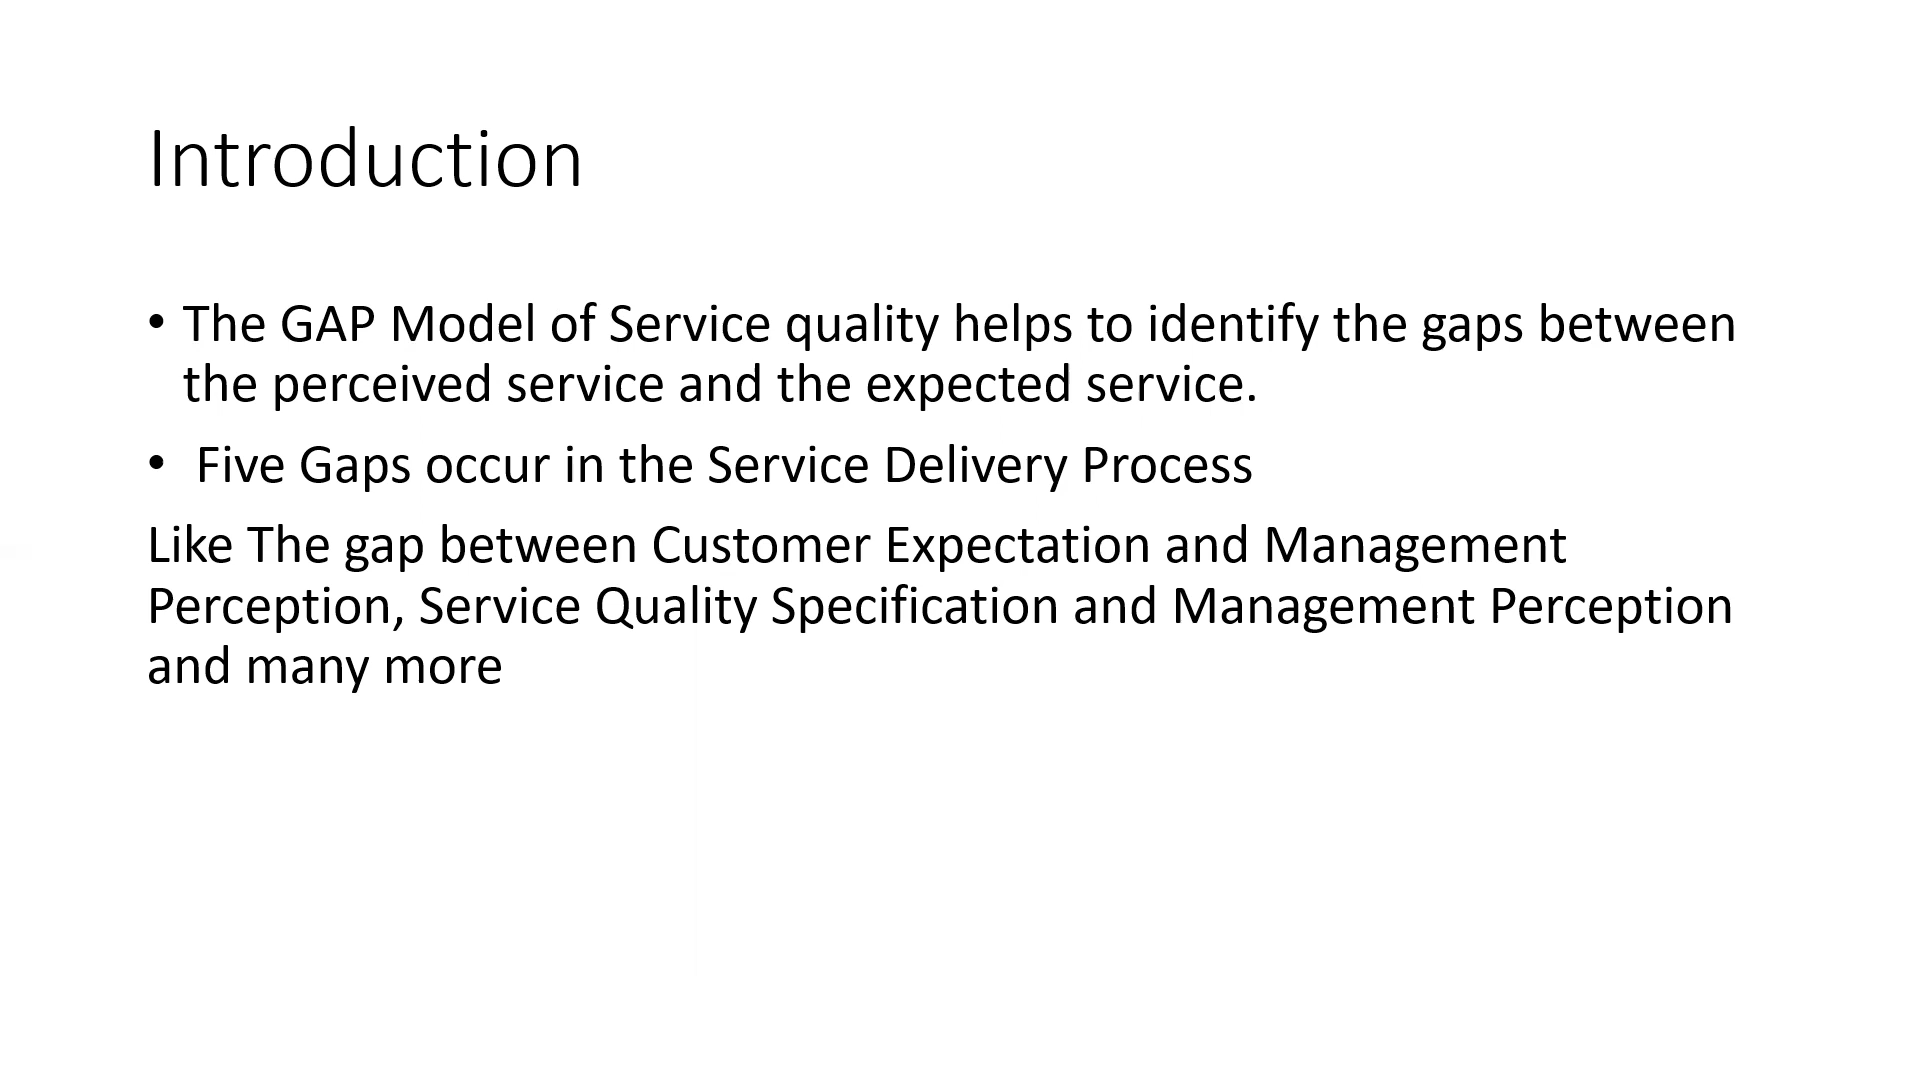 Introduction
• The GAP Model of Service quality helps to identify the gaps between
the perceived service and the expected service.
• Five Gaps occur in the Service Delivery Process
Like The gap between Customer Expectation and Management
Perception, Service Quality Specification and Management Perception
and many more